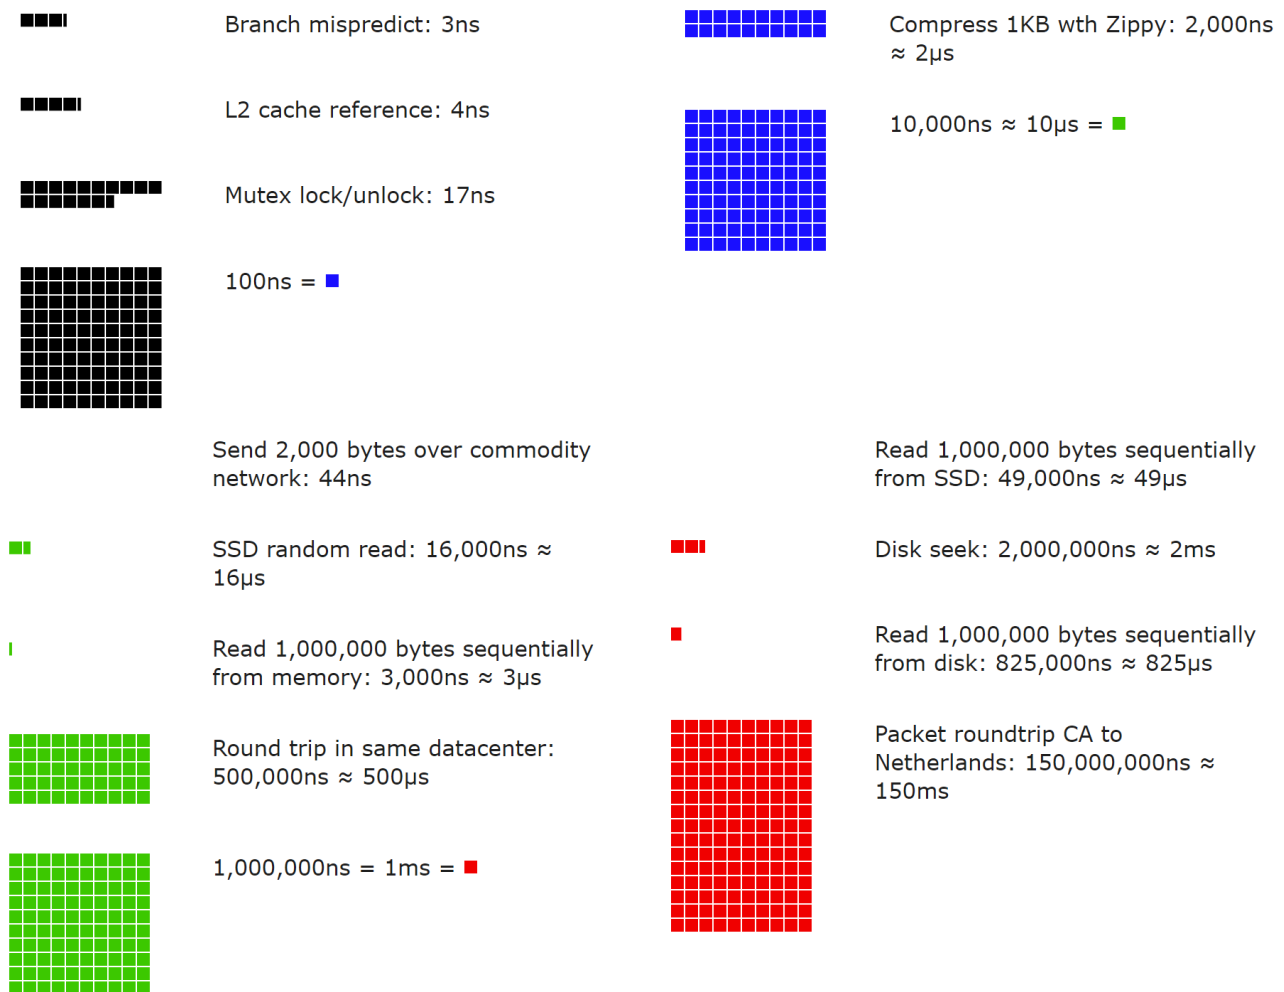 Branch mispredict: 3ns
L2 cache reference: 4ns
Mutex lock/unlock: 17ns
100ns =
Compress 1KB wth Zippy: 2,000ns
≈ 2μs
10,000ns ≈ 10μs =
Send 2,000 bytes over commodity
network: 44ns
SSD random read: 16,000ns ≈
16μs
Read 1,000,000 bytes sequentially
from memory: 3,000ns ≈ 3μs
Round trip in same datacenter:
500,000ns ≈ 500μs
1,000,000ns = 1ms =
Read 1,000,000 bytes sequentially
from SSD: 49,000ns ≈ 49μs
Disk seek: 2,000,000ns ≈ 2ms
Read 1,000,000 bytes sequentially
from disk: 825,000ns ≈ 825μs
Packet roundtrip CA to
Netherlands: 150,000,000ns ≈
150ms